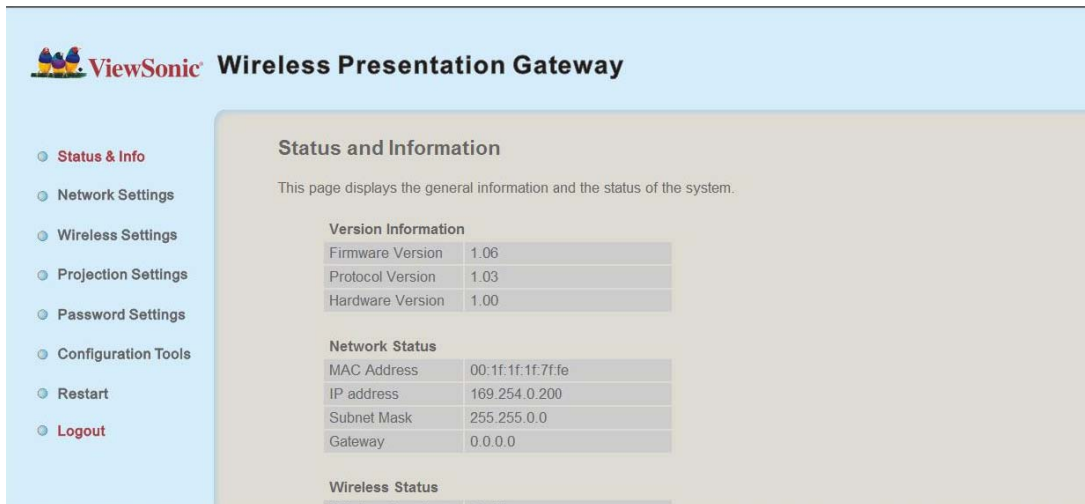 ViewSonic® Wireless Presentation Gateway
Status & Info
Network Settings
Wireless Settings
Projection Settings
Password Settings
Configuration Tools
Restart
Logout
Status and Information
This page displays the general information and the status of the system.
Version Information
Firmware Version 1.06
Protocol Version 1.03
Hardware Version 1.00
Network Status
MAC Address 00:1f:1f:1f:7f:fe
IP address 169.254.0.200
Subnet Mask 255.255.0.0
Gateway 0.0.0.0
Wireless Status